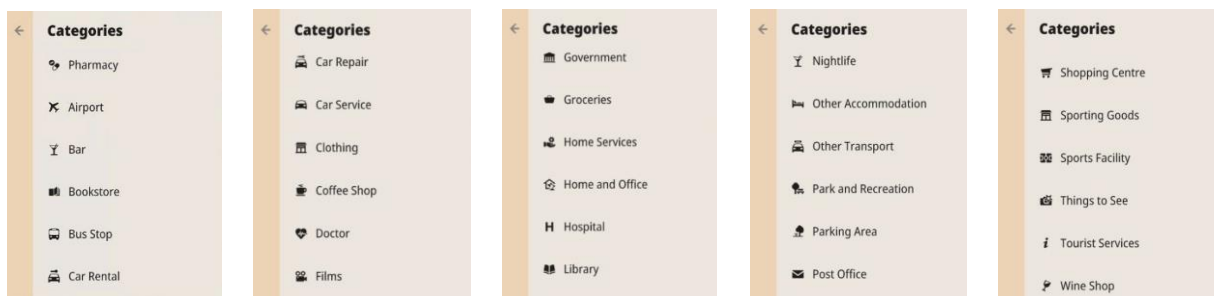 Categories
Pharmacy
Airport
Bar
Bookstore
Bus Stop
Car Rental
Categories
Car Repair
Car Service
Clothing
Coffee Shop
Doctor
Films
Categories
Government
Groceries
Home Services
Home and Office
H Hospital
Library
Categories
Nightlife
Other Accommodation
Other Transport
Park and Recreation
Parking Area
Post Office
Categories
Shopping Centre
Sporting Goods
Sports Facility
Things to See
i Tourist Services
Wine Shop